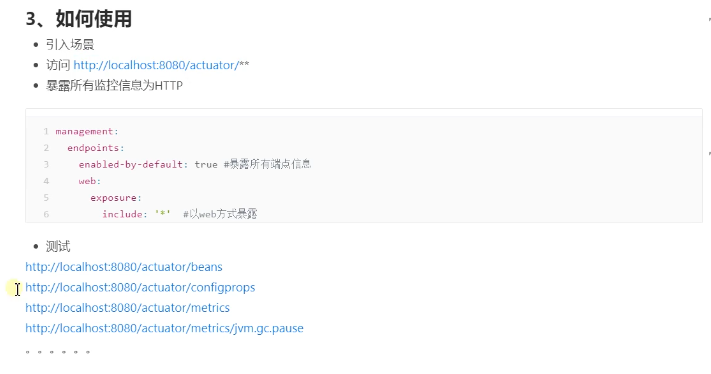 3、如何使用
• 引入场景
• 访问 http://localhost:8080/actuator/**
• 暴露所有监控信息为HTTP
1 management:
2   endpoints:
3     enabled-by-default: true #暴露所有端点信息
4     web:
5       exposure:
6         include: '*'  #以web方式暴露
• 测试
http://localhost:8080/actuator/beans
http://localhost:8080/actuator/configprops
http://localhost:8080/actuator/metrics
http://localhost:8080/actuator/metrics/jvm.gc.pause
。。。。。。